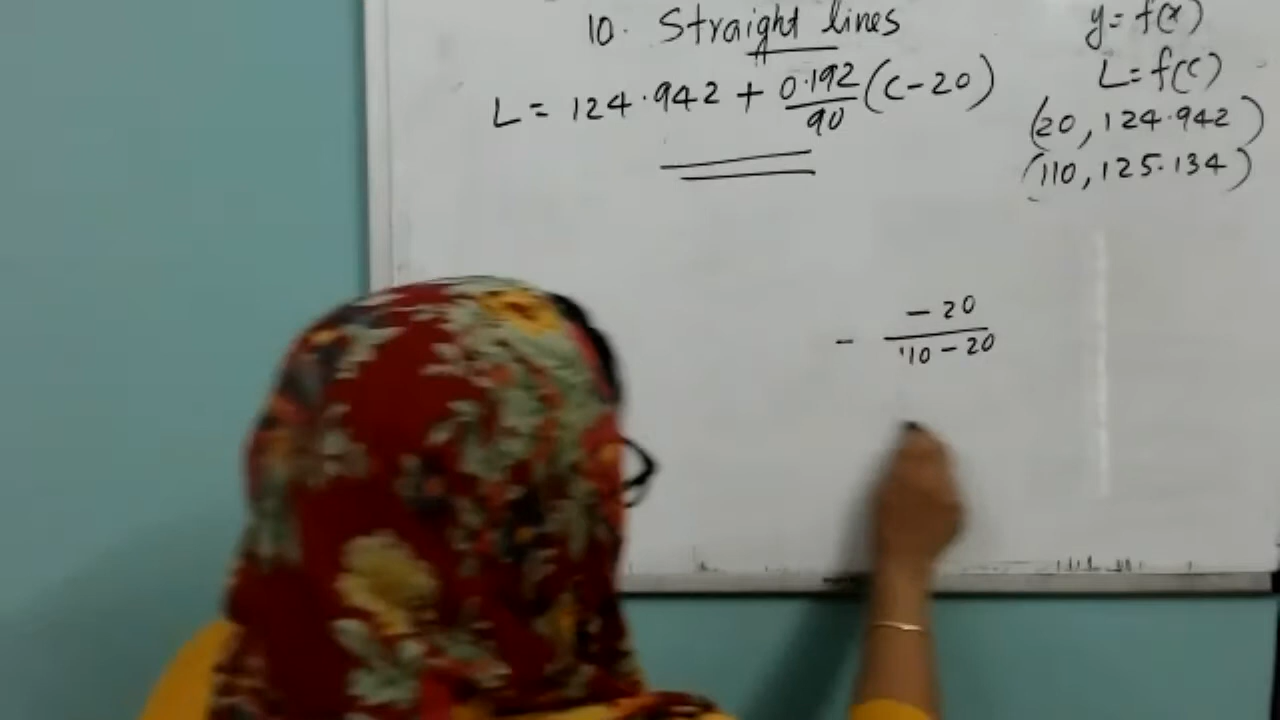 10. Straight lines
L = 124.942 + 0.192/90 (C-20)
y = f(x)
L = f(C)
(20, 124.942)
(110, 125.134)
- -20/110-20